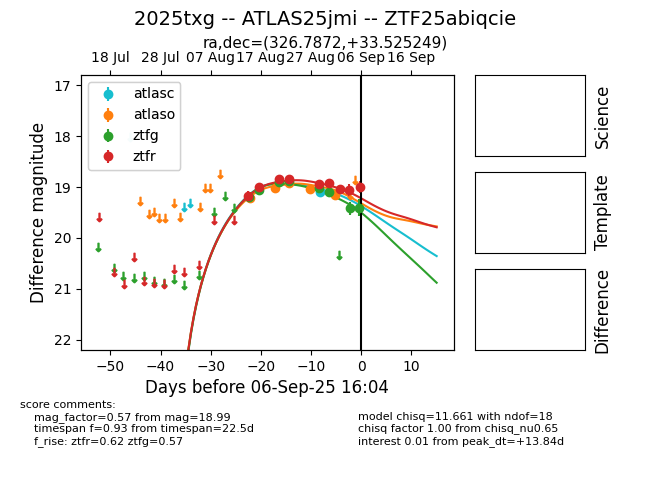 2025txg -- ATLAS25jmi -- ZTF25abiqcie
ra,dec=(326.7872,+33.525249)
18 Jul 28 Jul 07 Aug 17 Aug 27 Aug 06 Sep 16 Sep
atlasc
atlaso
ztfg
ztfr
17
18
19
20
21
22
Difference magnitude
−50 −40 −30 −20 −10 0 10
Days before 06-Sep-25 16:04
Science
Template
Difference
score comments:
mag_factor=0.57 from mag=18.99
timespan f=0.93 from timespan=22.5d
f_rise: ztfr=0.62 ztfg=0.57
model chisq=11.661 with ndof=18
chisq factor 1.00 from chisq_nu0.65
interest 0.01 from peak_dt=+13.84d